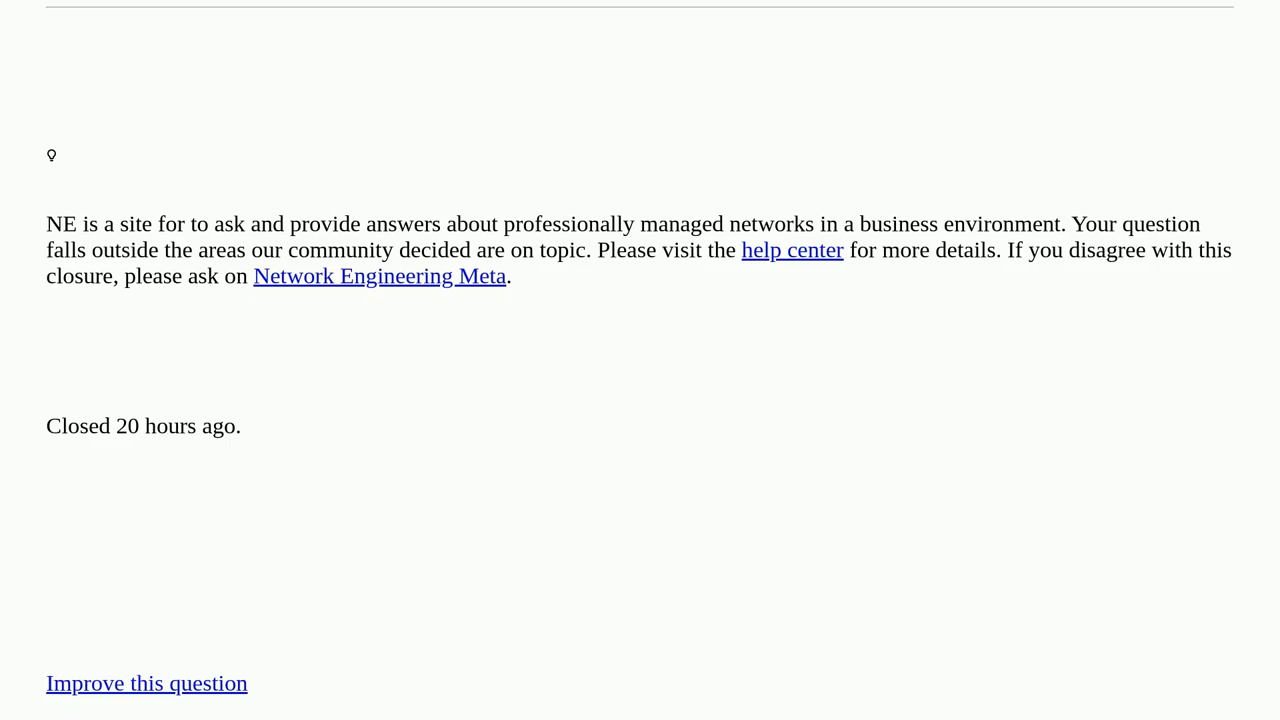 NE is a site for to ask and provide answers about professionally managed networks in a business environment. Your question
falls outside the areas our community decided are on topic. Please visit the help center for more details. If you disagree with this
closure, please ask on Network Engineering Meta.
Closed 20 hours ago.
Improve this question